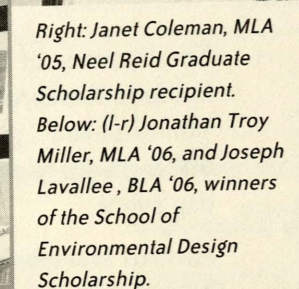 Right: Janet Coleman, MLA
‘05, Neel Reid Graduate
Scholarship recipient.
Below: (l-r) Jonathan Troy
Miller, MLA ‘06, and Joseph
Lavallee , BLA ‘06, winners
of the School of
Environmental Design
Scholarship.